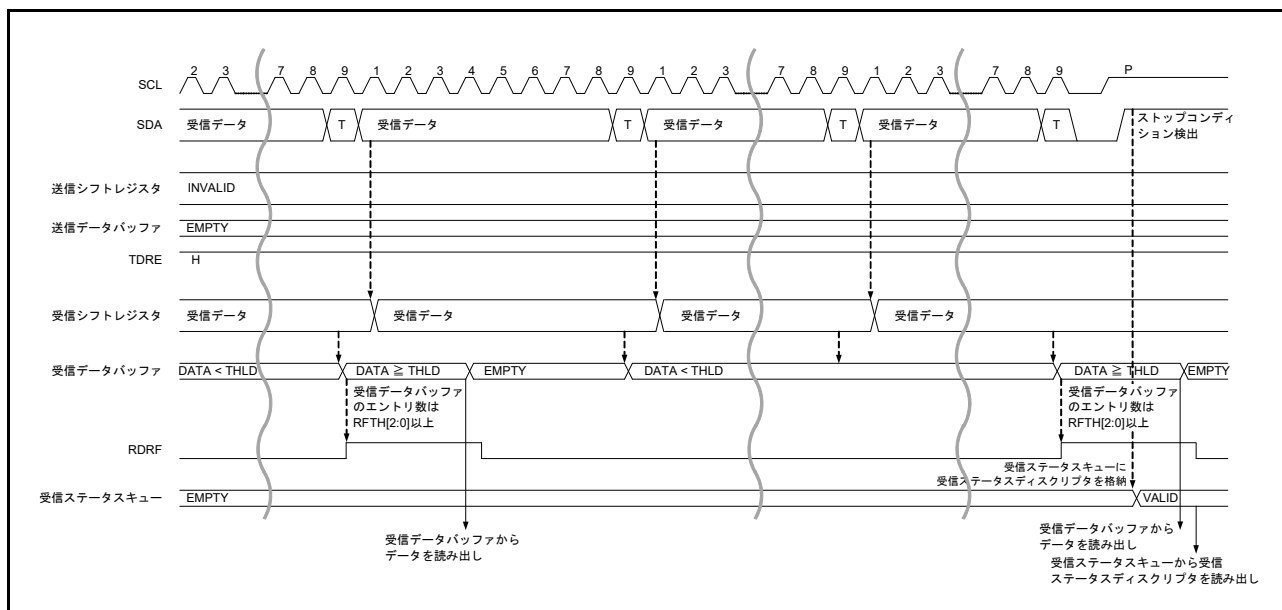 SCL 2 3 7 8 9 1 2 3 4 5 6 7 8 9 1 2 3 7 8 9 1 2 3 7 8 9 P
SDA 受信データ T 受信データ T 受信データ T 受信データ T
ストップコンディ
ション検出
送信シフトレジスタ INVALID
送信データバッファ EMPTY
TDRE H
受信シフトレジスタ 受信データ 受信データ 受信データ 受信データ
受信データバッファ DATA < THLD DATA ≧ THLD EMPTY DATA < THLD DATA ≧ THLD EMPTY
受信データバッファ
のエントリ数は
RFTH[2:0]以上
受信データバッファ
のエントリ数は
RFTH[2:0]以上
RDRF
受信ステータスキューに
受信ステータスディスクリプタを格納
受信ステータスキュー EMPTY VALID
受信データバッファから
データを読み出し
受信データバッファから
データを読み出し
受信ステータスキューから受信
ステータスディスクリプタを読み出し